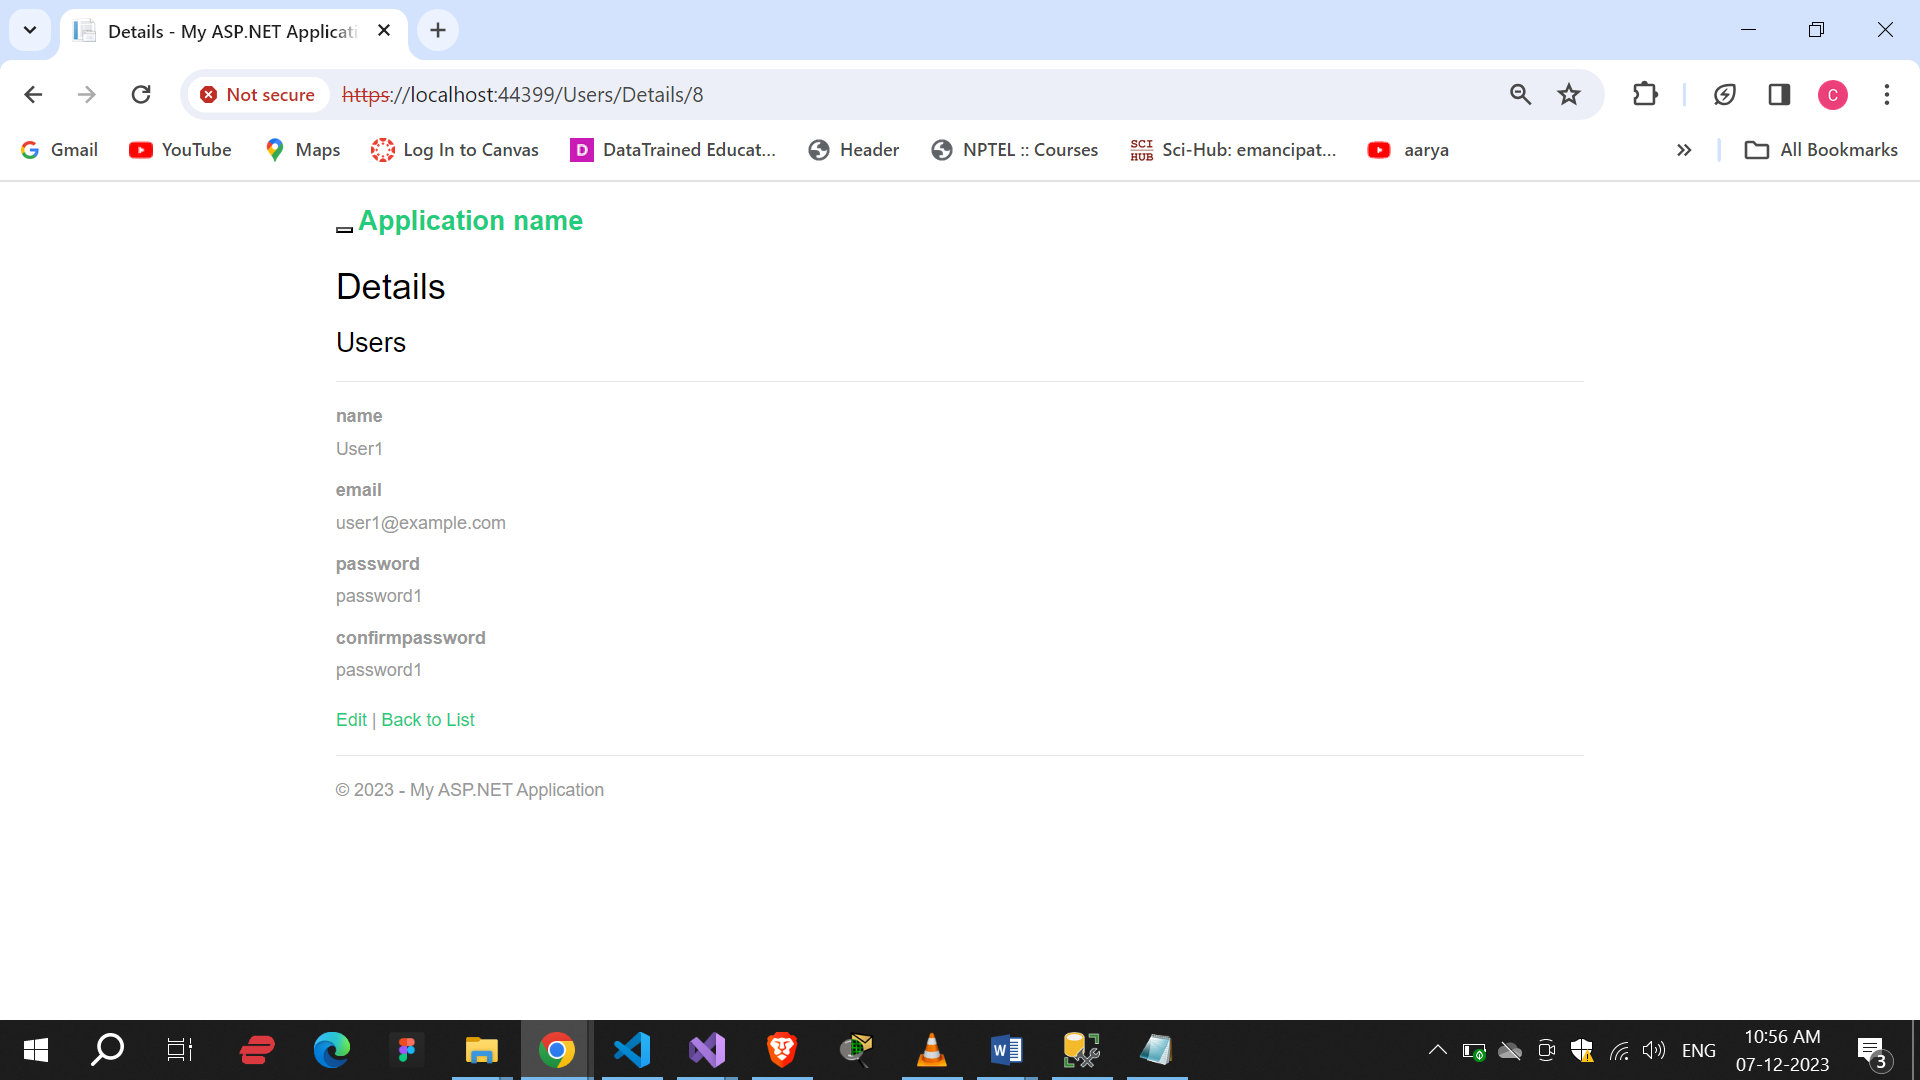 Details - My ASP.NET Applicati
Not secure https://localhost:44399/Users/Details/8
C
Gmail YouTube Maps Log In to Canvas D DataTrained Educat... Header NPTEL :: Courses SCI HUB Sci-Hub: emancipat... aarya All Bookmarks
Application name
Details
Users
name
User1
email
user1@example.com
password
password1
confirmpassword
password1
Edit | Back to List
© 2023 - My ASP.NET Application
ENG
10:56 AM
07-12-2023
3